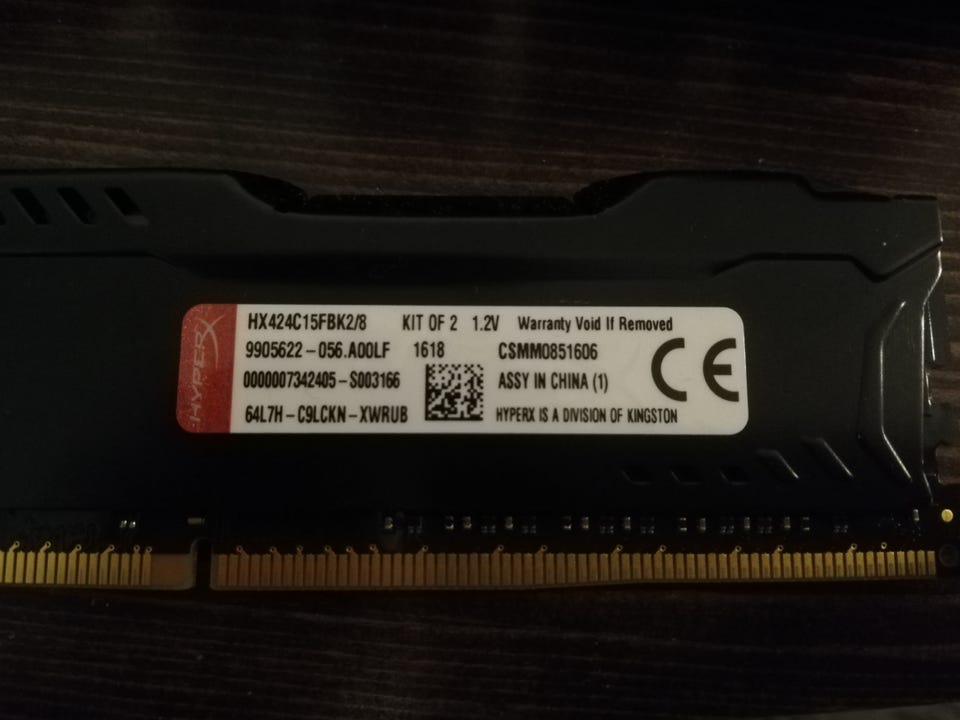 HYPERX
HX424C15FBK2/8 KIT OF 2 1.2V Warranty Void If Removed
9905622-056.A00LF 1618 CSMM0851606
0000007342405-S003166 ASSY IN CHINA (1)
64L7H-C9LCKN-XWRUB HYPERX IS A DIVISION OF KINGSTON
CE